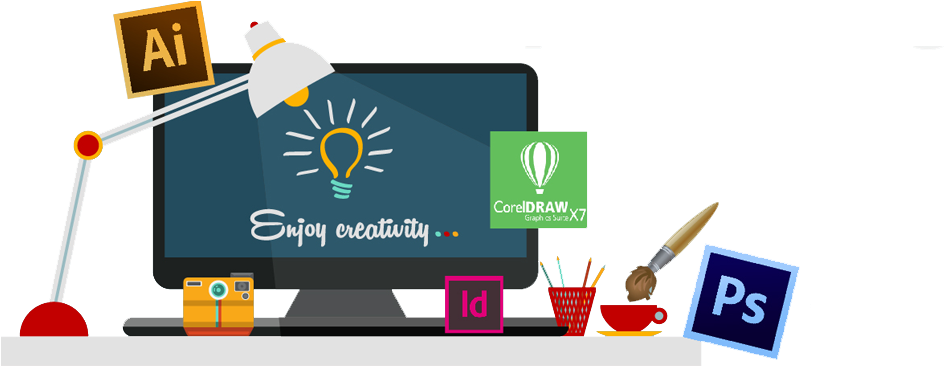 Ai
Enjoy creativity...
CorelDRAW
Graphics Suite X7
Id
Ps